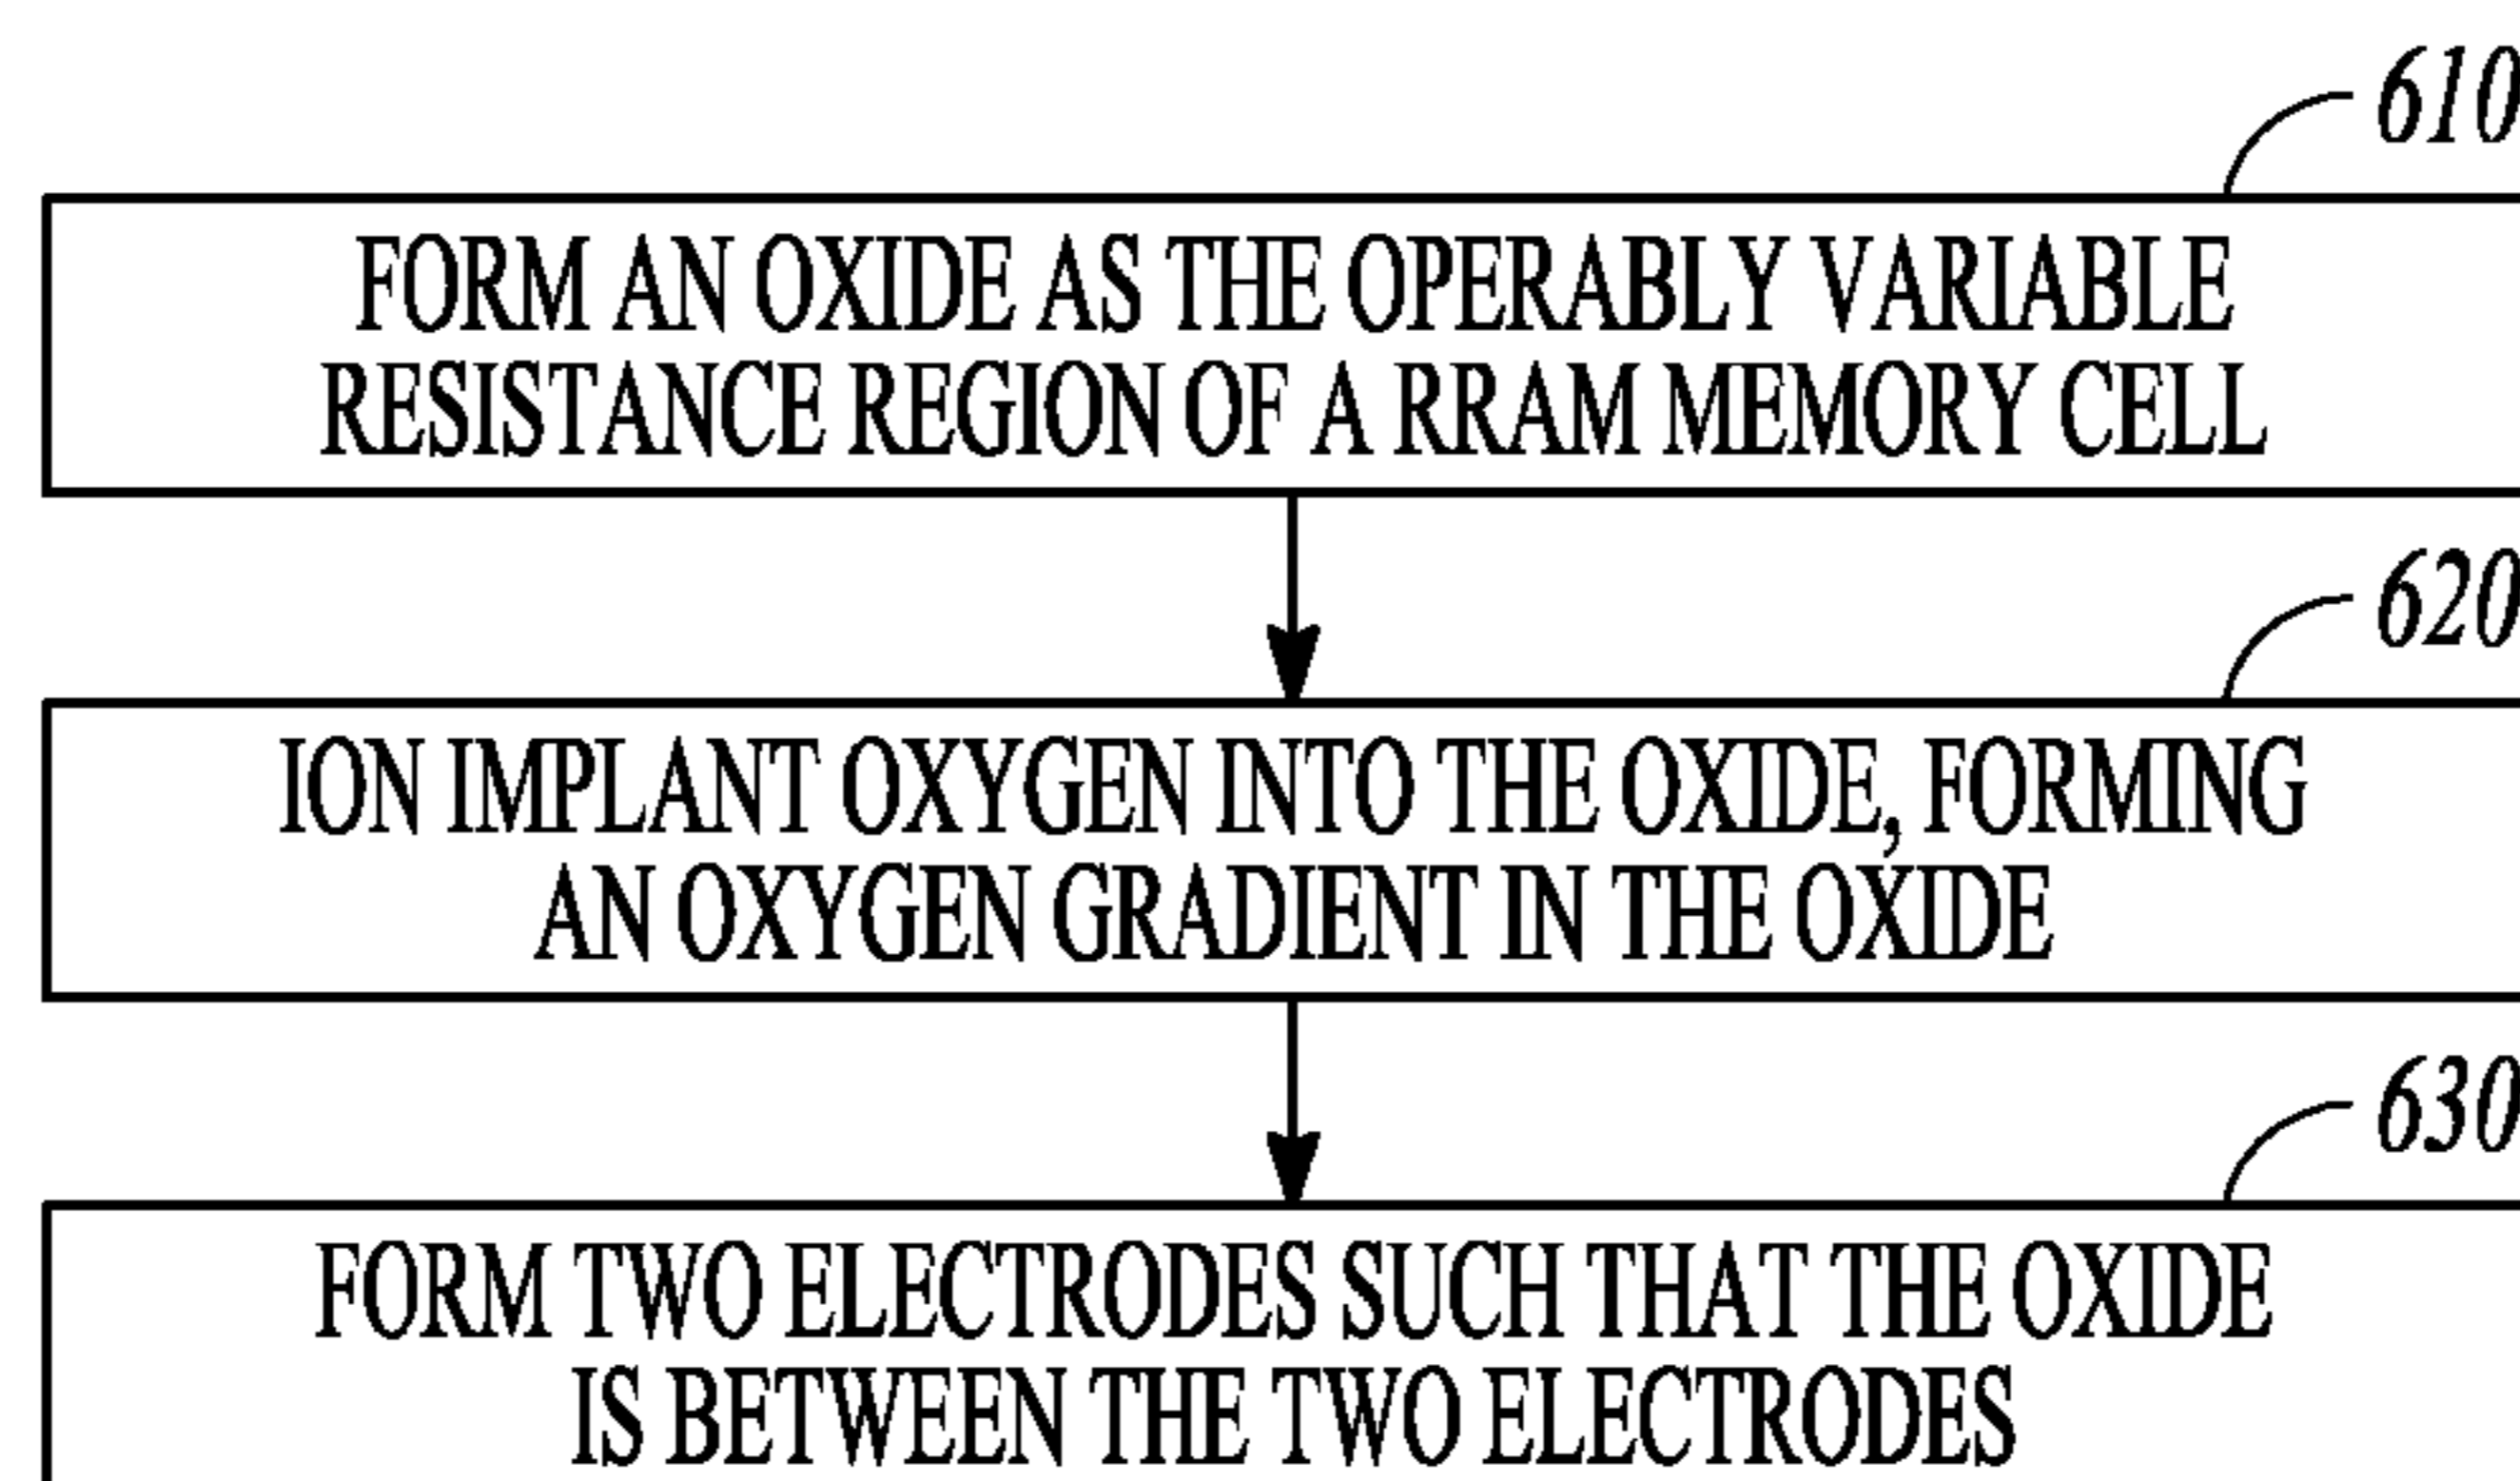 610
FORM AN OXIDE AS THE OPERABLY VARIABLE
RESISTANCE REGION OF A RRAM MEMORY CELL
620
ION IMPLANT OXYGEN INTO THE OXIDE, FORMING
AN OXYGEN GRADIENT IN THE OXIDE
630
FORM TWO ELECTRODES SUCH THAT THE OXIDE
IS BETWEEN THE TWO ELECTRODES